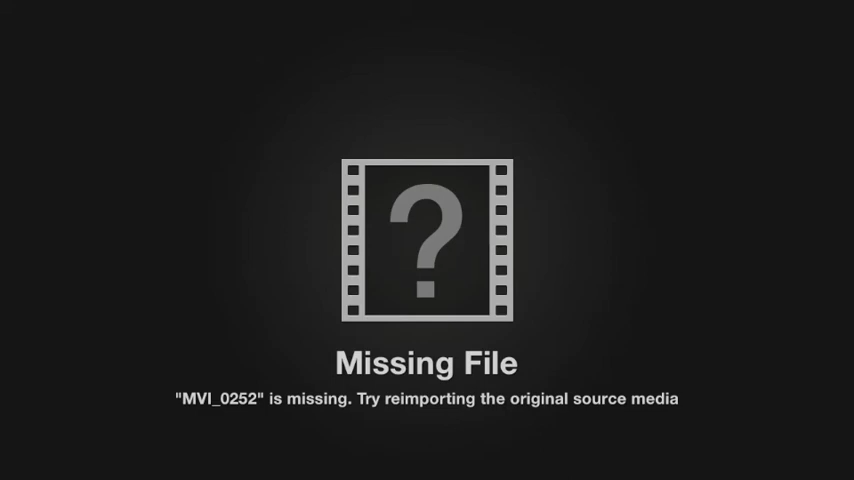 ?
Missing File
"MVI_0252" is missing. Try reimporting the original source media